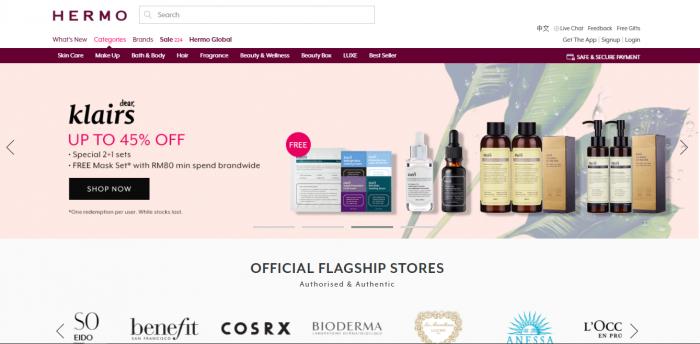 HERMO
Search
中文 Live Chat Feedback Free Gifts
What's New Categories Brands Sale 224 Hermo Global
Get The App | Signup | Login
Skin Care Make Up Bath & Body Hair Fragrance Beauty & Wellness Beauty Box LUXE Best Seller
SAFE & SECURE PAYMENT
dear,
klairs
UP TO 45% OFF
• Special 2+1 sets
• FREE Mask Set* with RM80 min spend brandwide
SHOP NOW
*One redemption per user. While stocks last.
FREE
OFFICIAL FLAGSHIP STORES
Authorised & Authentic
SO
EIDO
benefit
SAN FRANCISCO
COSRX
BIODERMA
ANESSA
L'OCC
EN PRO